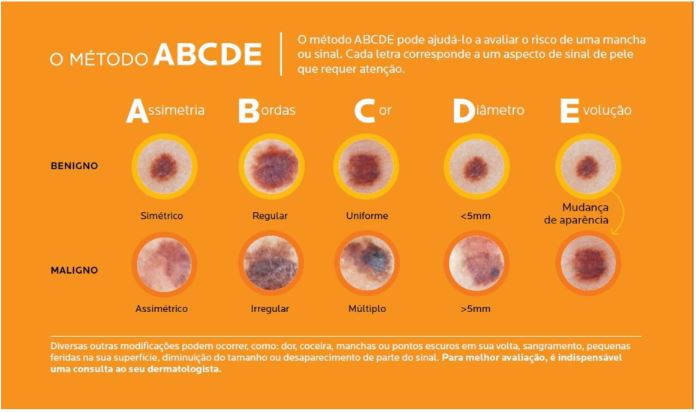 O MÉTODO ABCDE
O método ABCDE pode ajudá-lo a avaliar o risco de uma mancha
ou sinal. Cada letra corresponde a um aspecto de sinal de pele
que requer atenção.
Assimetria Bordas Cor Diâmetro Evolução
BENIGNO
Simétrico Regular Uniforme <5mm Mudança
de aparência
MALIGNO
Assimétrico Irregular Múltiplo >5mm
Diversas outras modificações podem ocorrer, como: dor, coceira, manchas ou pontos escuros em sua volta, sangramento, pequenas
feridas na sua superfície, diminuição do tamanho ou desaparecimento de parte do sinal. Para melhor avaliação, é indispensável
uma consulta ao seu dermatologista.